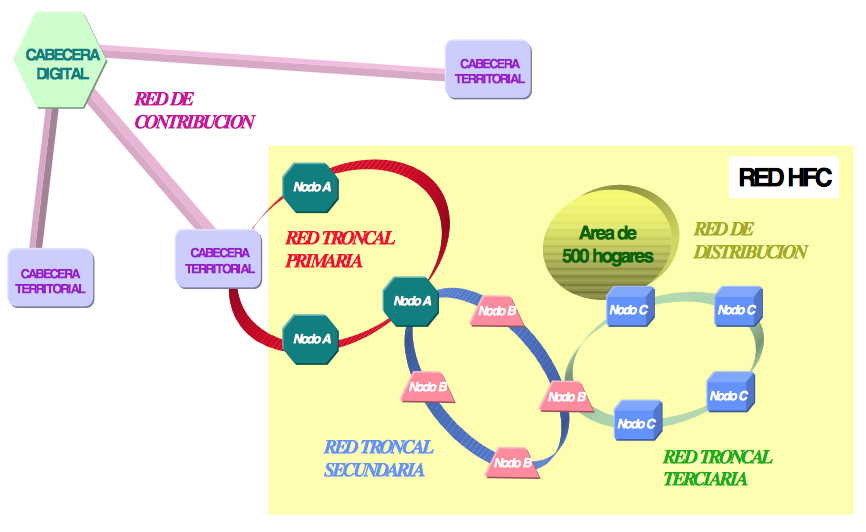 CABECERA
DIGITAL
CABECERA
TERRITORIAL
RED DE
CONTRIBUCION
RED HFC
Nodo A
Area de
500 hogares
RED DE
DISTRIBUCION
RED TRONCAL
PRIMARIA
CABECERA
TERRITORIAL
CABECERA
TERRITORIAL
Nodo A
Nodo B
Nodo C
Nodo C
Nodo A
Nodo B
Nodo B
Nodo C
Nodo C
RED TRONCAL
SECUNDARIA
Nodo B
RED TRONCAL
TERCIARIA